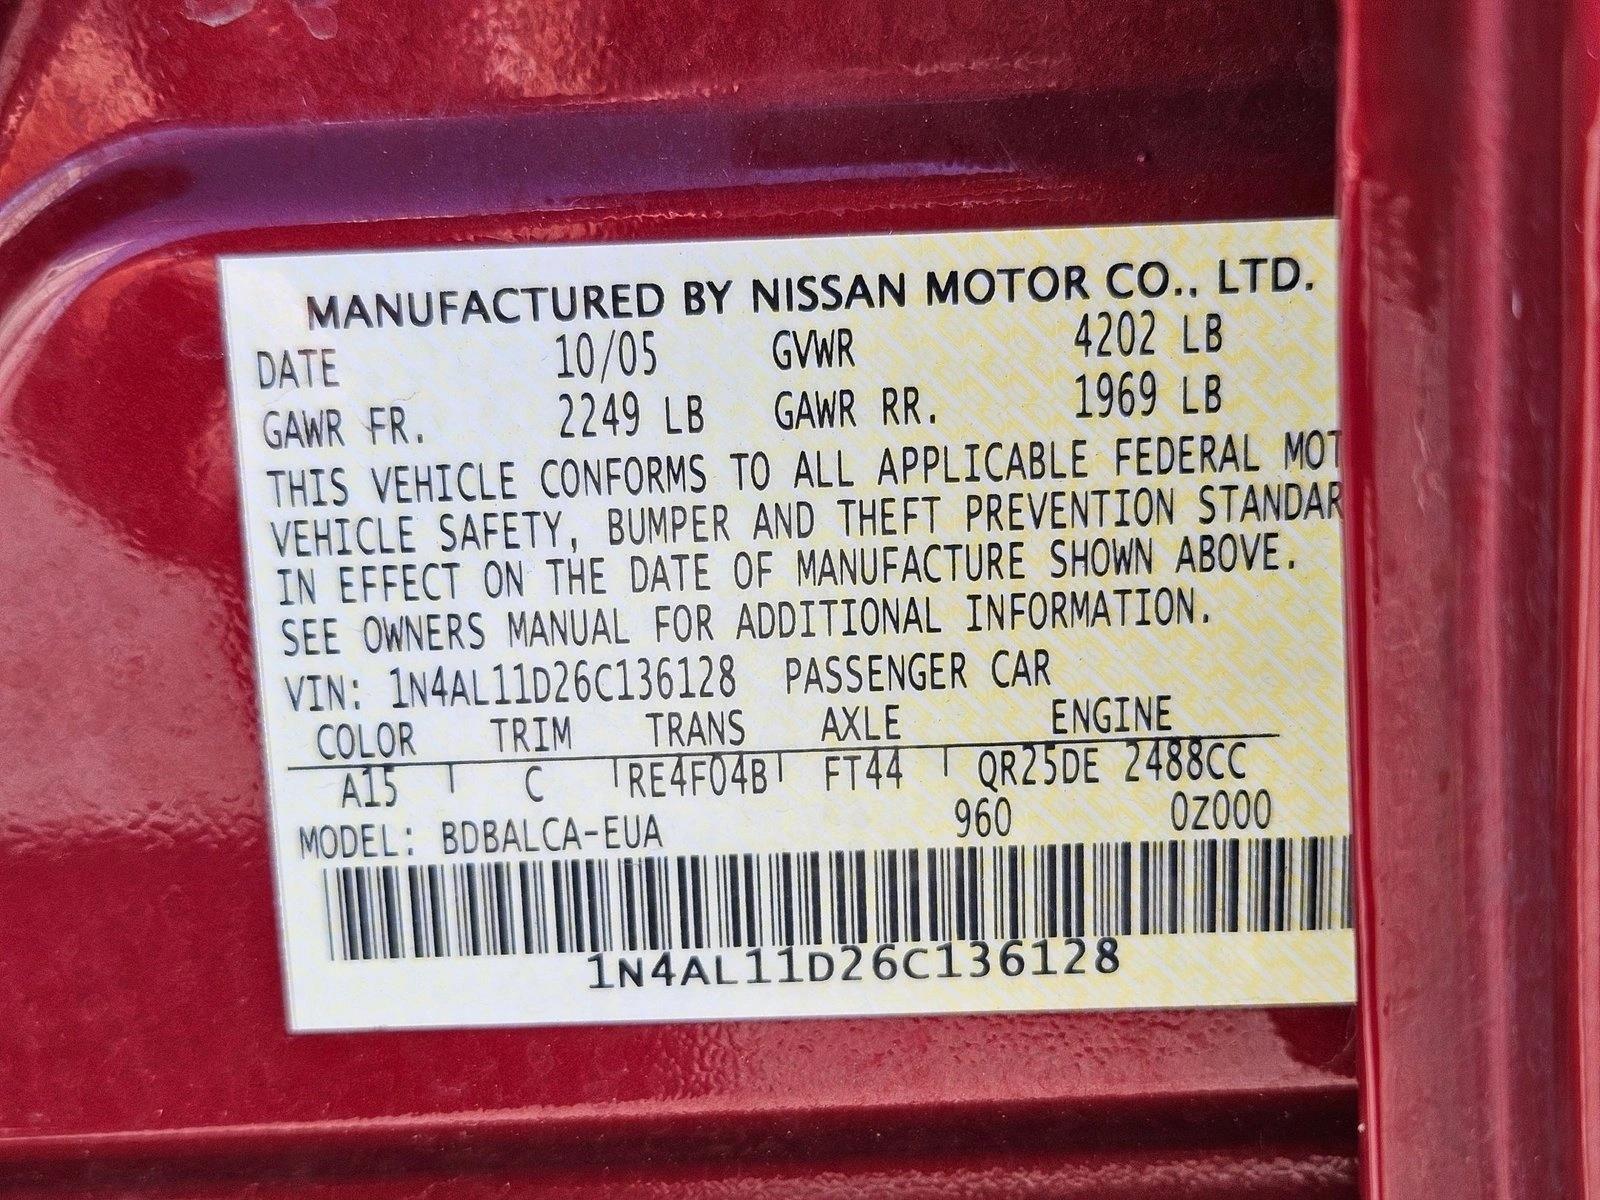 MANUFACTURED BY NISSAN MOTOR CO., LTD.
DATE 10/05 GVWR 4202 LB
GAWR FR. 2249 LB GAWR RR. 1969 LB
THIS VEHICLE CONFORMS TO ALL APPLICABLE FEDERAL MOT
VEHICLE SAFETY, BUMPER AND THEFT PREVENTION STANDAR
IN EFFECT ON THE DATE OF MANUFACTURE SHOWN ABOVE.
SEE OWNERS MANUAL FOR ADDITIONAL INFORMATION.
VIN: 1N4AL11D26C136128 PASSENGER CAR
COLOR TRIM TRANS AXLE ENGINE
A15 C RE4F04B FT44 QR25DE 2488CC
MODEL: BDBALCA-EUA 960 0Z000
1N4AL11D26C136128